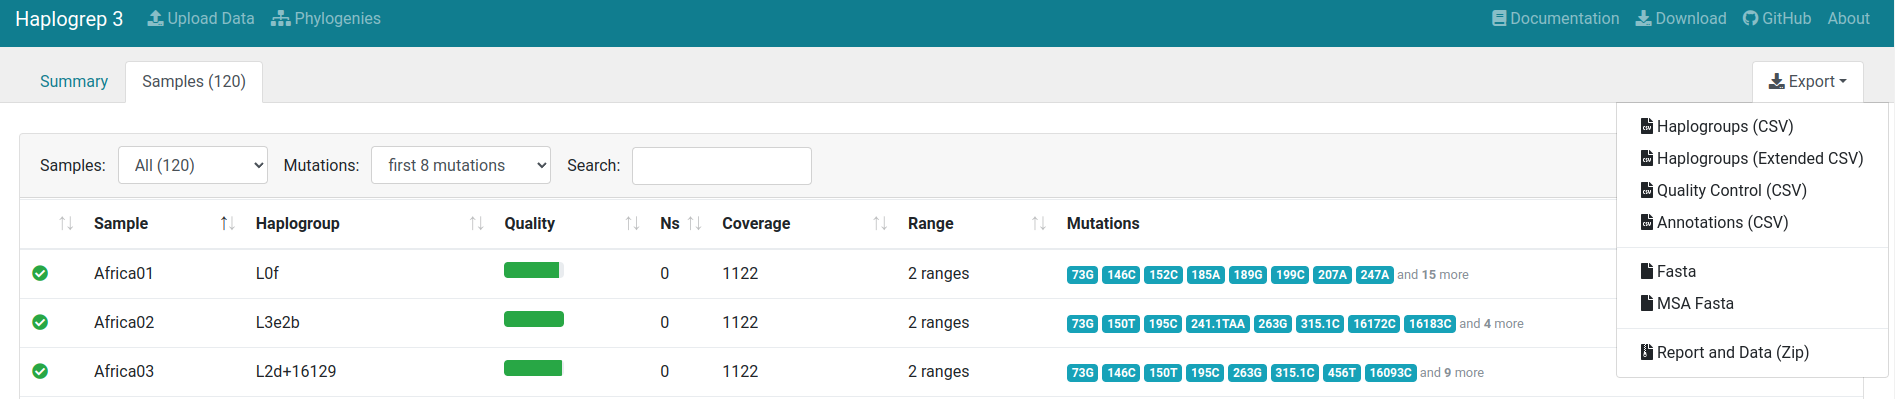 Haplogrep 3 Upload Data Phylogenies Documentation Download GitHub About
Summary Samples (120) Export
Haplogroups (CSV)
Haplogroups (Extended CSV)
Quality Control (CSV)
Annotations (CSV)
Fasta
MSA Fasta
Report and Data (Zip)
Samples: All (120) Mutations: first 8 mutations Search:
Sample Haplogroup Quality Ns Coverage Range Mutations
Africa01 L0f 0 1122 2 ranges 73G 146C 152C 185A 189G 199C 207A 247A and 15 more
Africa02 L3e2b 0 1122 2 ranges 73G 150T 195C 241.1TAA 263G 315.1C 16172C 16183C and 4 more
Africa03 L2d+16129 0 1122 2 ranges 73G 146C 150T 195C 263G 315.1C 456T 16093C and 9 more